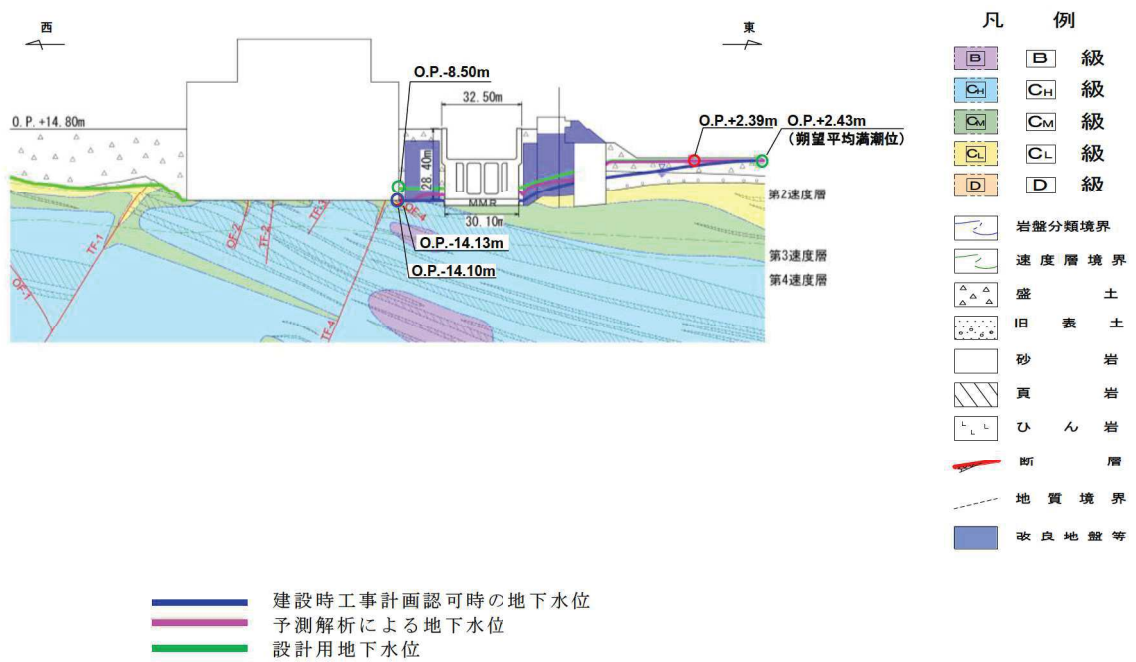 西
東
O.P.-8.50m
32.50m
O.P.+14.80m
O.P.+2.39m
O.P.+2.43m
(朔望平均満潮位)
28.40m
第2速度層
MMR
30.10m
OF-4
TF-3
OF-2
TF-2
TF-1
O.P.-14.13m
O.P.-14.10m
第3速度層
第4速度層
OF-1
TF-4
凡例
B B 級
CH CH 級
CM CM 級
CL CL 級
D D 級
岩盤分類境界
速度層境界
盛土
旧表土
砂岩
頁岩
ひん岩
断層
地質境界
改良地盤等
建設時工事計画認可時の地下水位
予測解析による地下水位
設計用地下水位